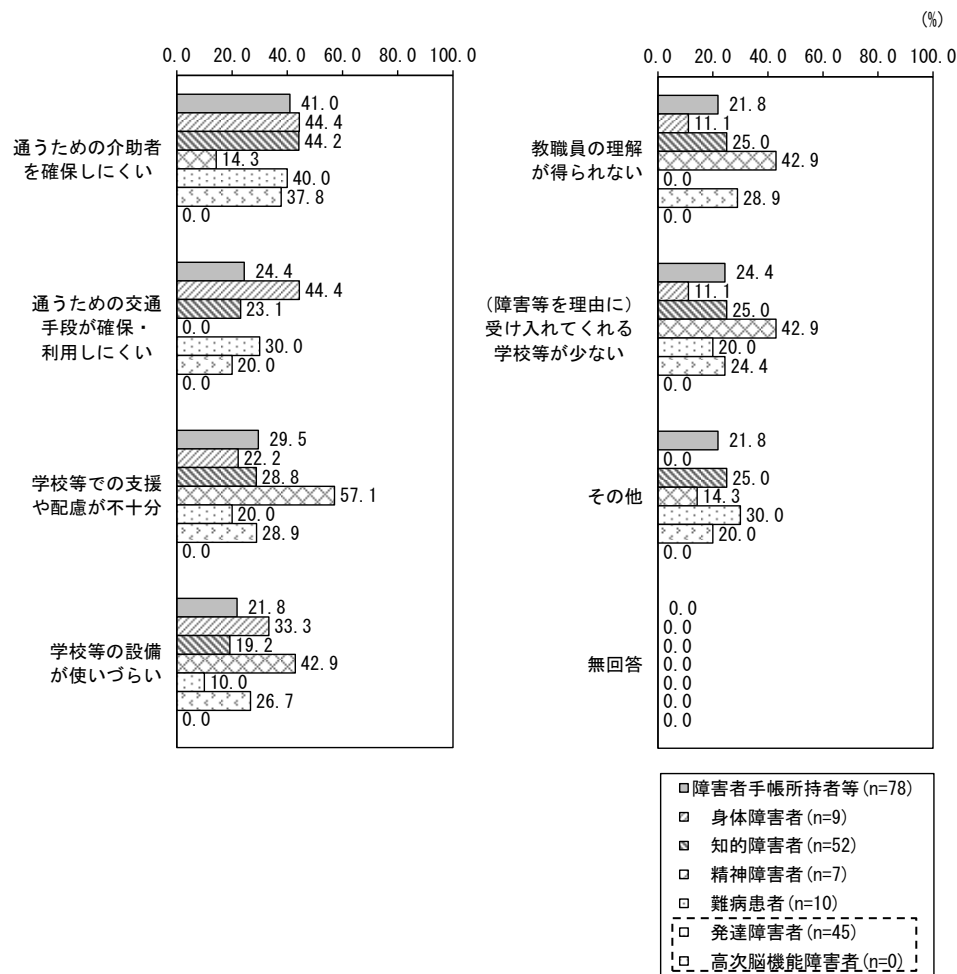 (%)
0.0 20.0 40.0 60.0 80.0 100.0
通うための介助者
を確保しにくい
41.0
44.4
44.2
14.3
40.0
37.8
0.0
通うための交通
手段が確保・
利用しにくい
24.4
44.4
23.1
0.0
30.0
20.0
0.0
学校等での支援
や配慮が不十分
29.5
22.2
28.8
57.1
20.0
28.9
0.0
学校等の設備
が使いづらい
21.8
33.3
19.2
42.9
10.0
26.7
0.0
0.0 20.0 40.0 60.0 80.0 100.0
教職員の理解
が得られない
21.8
11.1
25.0
42.9
0.0
28.9
0.0
(障害等を理由に)
受け入れてくれる
学校等が少ない
24.4
11.1
25.0
42.9
20.0
24.4
0.0
その他
21.8
0.0
25.0
14.3
30.0
20.0
0.0
無回答
0.0
0.0
0.0
0.0
0.0
0.0
0.0
障害者手帳所持者等(n=78)
身体障害者(n=9)
知的障害者(n=52)
精神障害者(n=7)
難病患者(n=10)
発達障害者(n=45)
高次脳機能障害者(n=0)